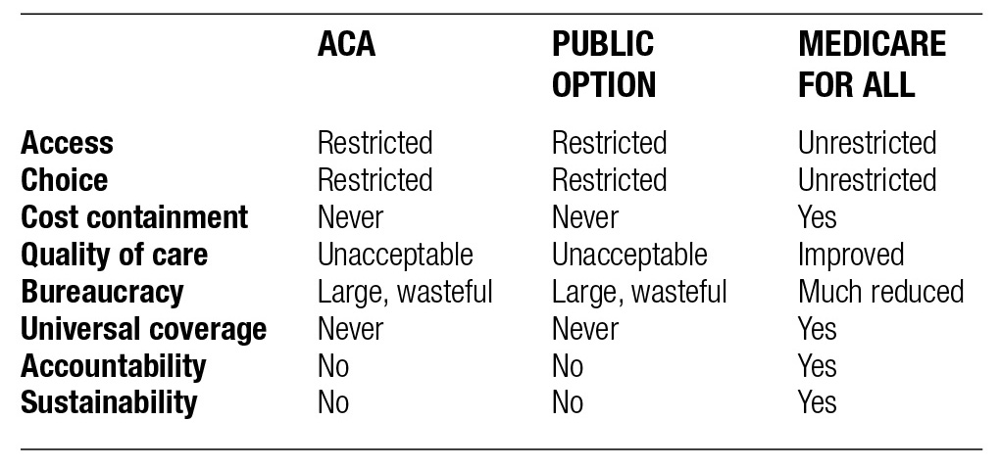 ACA PUBLIC OPTION MEDICARE FOR ALL
Access Restricted Restricted Unrestricted
Choice Restricted Restricted Unrestricted
Cost containment Never Never Yes
Quality of care Unacceptable Unacceptable Improved
Bureaucracy Large, wasteful Large, wasteful Much reduced
Universal coverage Never Never Yes
Accountability No No Yes
Sustainability No No Yes